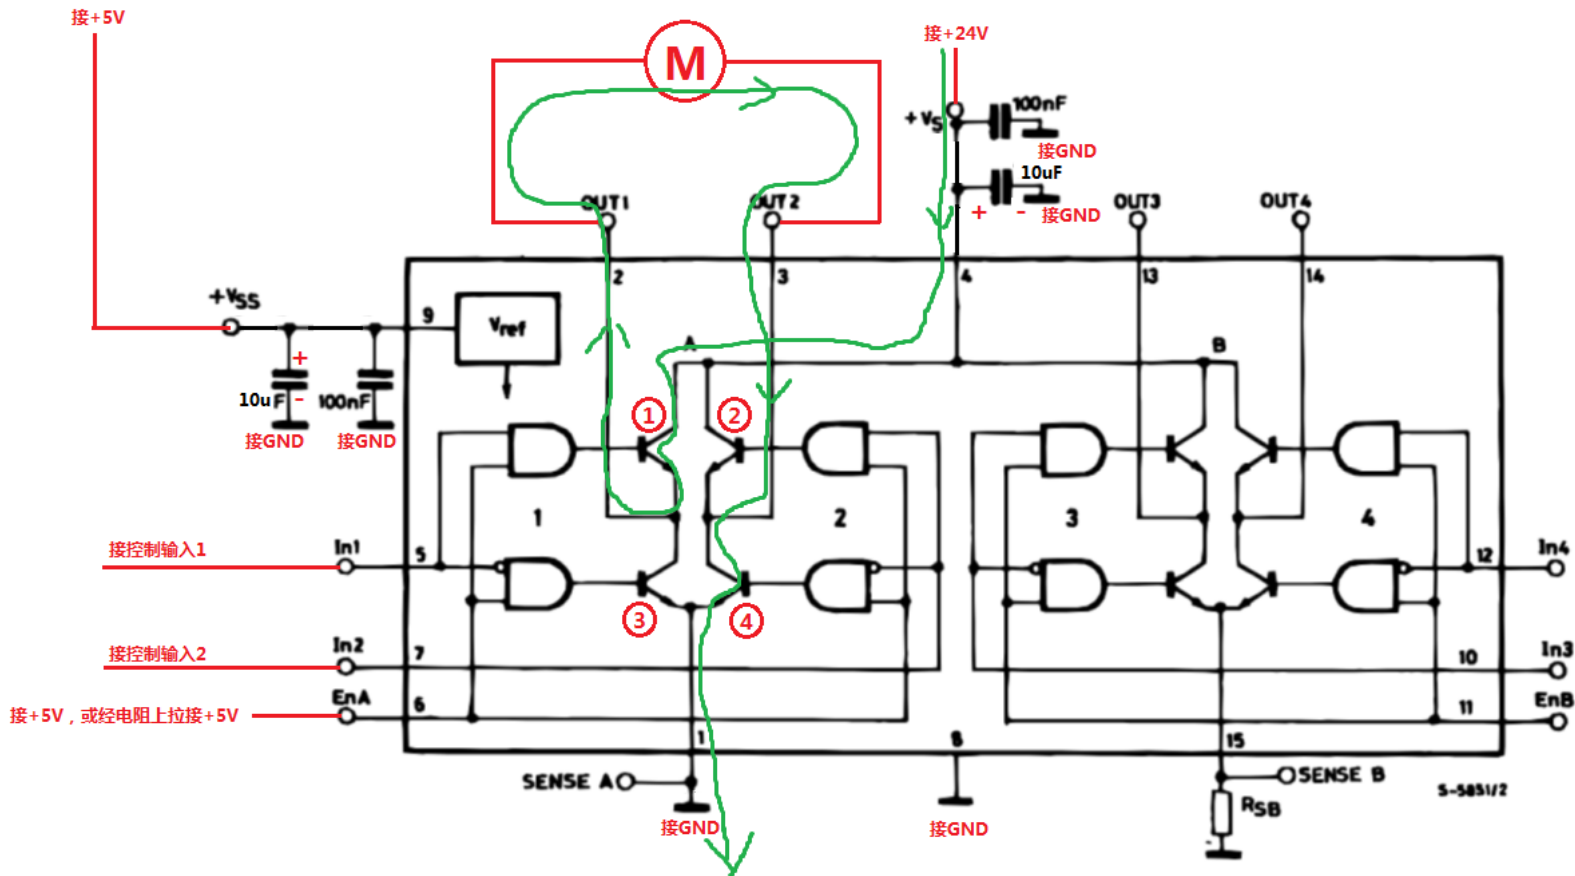 接+5V
M
接+24V
+VS
100nF
接GND
10uF
+ -
接GND
OUT1
OUT2
OUT3
OUT4
2
3
4
13
14
+VSS
9
Vref
A
B
+
10uF
-
100nF
接GND
接GND
①
②
1
2
3
4
接控制输入1
In1
5
12
In4
③
④
接控制输入2
In2
7
10
In3
接+5V，或经电阻上拉接+5V
EnA
6
11
EnB
1
8
15
SENSE A
SENSE B
S-5851/2
RSB
接GND
接GND